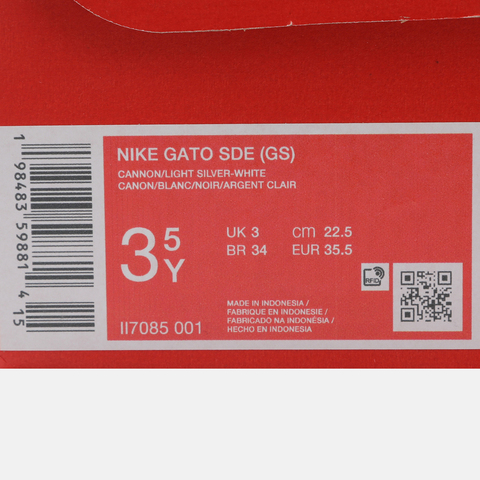 NIKE GATO SDE (GS)
CANNON/LIGHT SILVER-WHITE
CANON/BLANC/NOIR/ARGENT CLAIR
3 5 Y
UK 3 cm 22.5
BR 34 EUR 35.5
RFID
II7085 001
MADE IN INDONESIA /
FABRIQUE EN INDONESIE /
FABRICADO NA INDONÉSIA /
HECHO EN INDONESIA
1 98483 59881 4 15